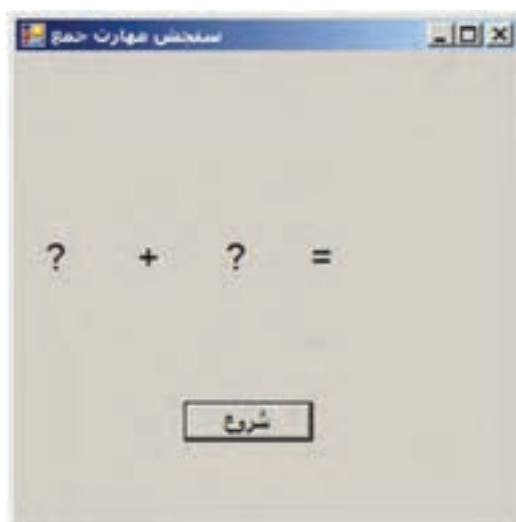 سنجش مهارت جمع
? + ? =
شروع